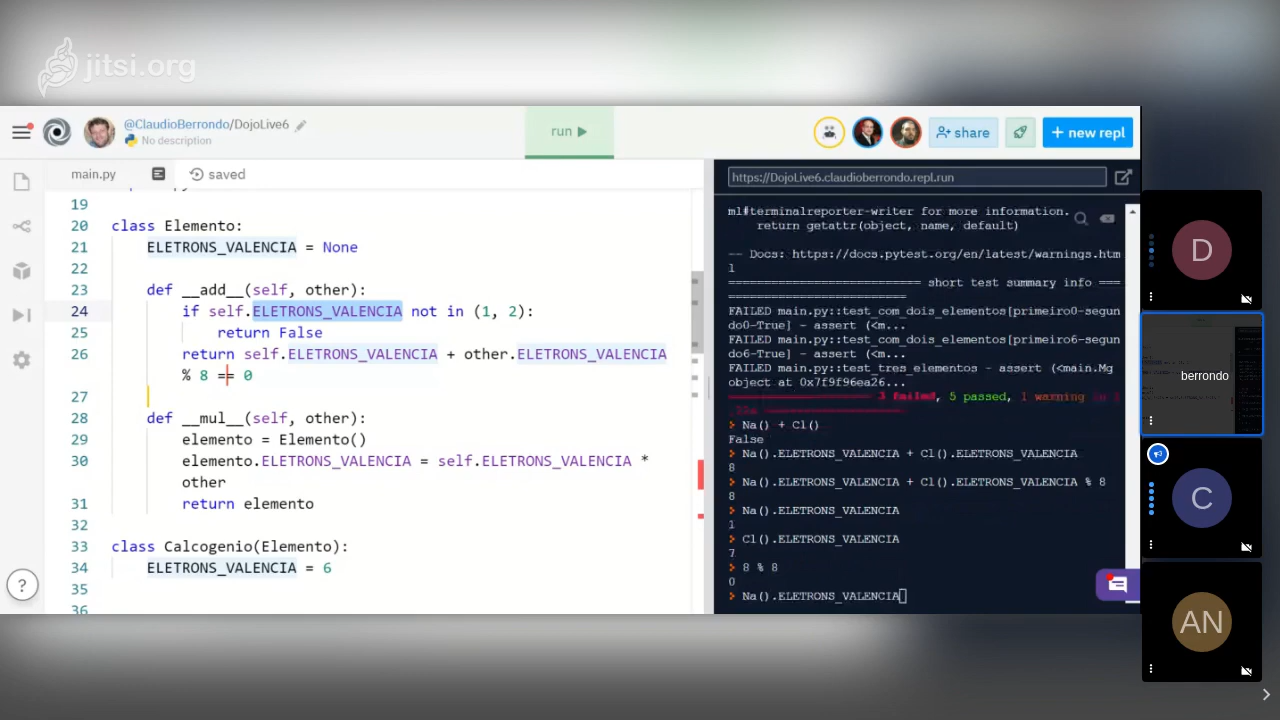 jitsi.org
@ClaudioBerrondo/DojoLive6
No description
run
share
+ new repl
main.py
saved
https://DojoLive6.claudioberrondo.repl.run
19
20 class Elemento:
21 ELETRONS_VALENCIA = None
22
23 def __add__(self, other):
24 if self.ELETRONS_VALENCIA not in (1, 2):
25 return False
26 return self.ELETRONS_VALENCIA + other.ELETRONS_VALENCIA
% 8 == 0
27
28 def __mul__(self, other):
29 elemento = Elemento()
30 elemento.ELETRONS_VALENCIA = self.ELETRONS_VALENCIA *
other
31 return elemento
32
33 class Calcogenio(Elemento):
34 ELETRONS_VALENCIA = 6
35
36
?
ml#terminalreporter-writer for more information.
return getattr(object, name, default)
-- Docs: https://docs.pytest.org/en/latest/warnings.htm
l
=========================== short test summary info ===
=========================
FAILED main.py::test_com_dois_elementos[primeiro0-segun
do0-True] - assert (<m...
FAILED main.py::test_com_dois_elementos[primeiro6-segun
do6-True] - assert (<m...
FAILED main.py::test_tres_elementos - assert (<main.Mg
object at 0x7f9f96ea26...
3 failed, 5 passed, 1 warning in
> Na() + Cl()
False
> Na().ELETRONS_VALENCIA + Cl().ELETRONS_VALENCIA
8
> Na().ELETRONS_VALENCIA + Cl().ELETRONS_VALENCIA % 8
8
> Na().ELETRONS_VALENCIA
1
> Cl().ELETRONS_VALENCIA
7
> 8 % 8
0
> Na().ELETRONS_VALENCIA
D
berrondo
C
AN